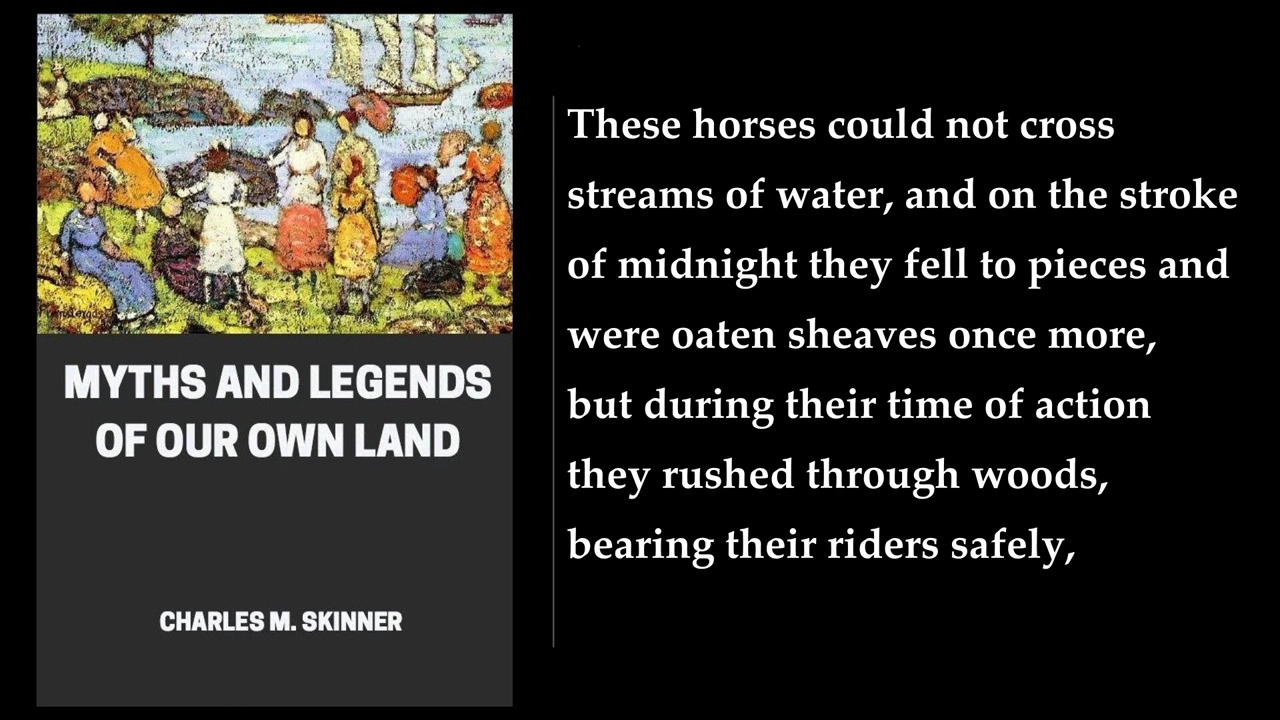 MYTHS AND LEGENDS
OF OUR OWN LAND
CHARLES M. SKINNER
These horses could not cross
streams of water, and on the stroke
of midnight they fell to pieces and
were oaten sheaves once more,
but during their time of action
they rushed through woods,
bearing their riders safely,